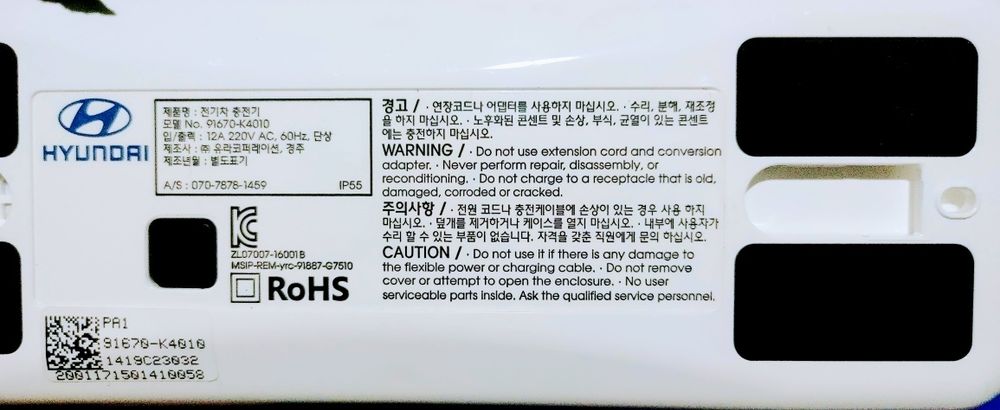 HYUNDAI
제품명 : 전기차 충전기
모델 No. 91670-K4010
입/출력 : 12A 220V AC, 60Hz, 단상
제조사 : ㈜ 유라코퍼레이션, 경주
제조년월 : 별도표기
A/S : 070-7878-1459 IP55
ZL07007-16001B
MSIP-REM-yrc-91887-G7510
RoHS
경고 / · 연장코드나 어댑터를 사용하지 마십시오. · 수리, 분해, 재조정
을 하지 마십시오. · 노후화된 콘센트 및 손상, 부식, 균열이 있는 콘센트
에는 충전하지 마십시오.
WARNING / · Do not use extension cord and conversion
adapter. · Never perform repair, disassembly, or
reconditioning. · Do not charge to a receptacle that is old,
damaged, corroded or cracked.
주의사항 / · 전원 코드나 충전케이블에 손상이 있는 경우 사용 하지
마십시오. · 덮개를 제거하거나 케이스를 열지 마십시오. · 내부에 사용자가
수리 할 수 있는 부품이 없습니다. 자격을 갖춘 직원에게 문의 하십시오.
CAUTION / · Do not use it if there is any damage to
the flexible power or charging cable. · Do not remove
cover or attempt to open the enclosure. · No user
serviceable parts inside. Ask the qualified service personnel.
PA1
91670-K4010
1419C23032
2001171501410058